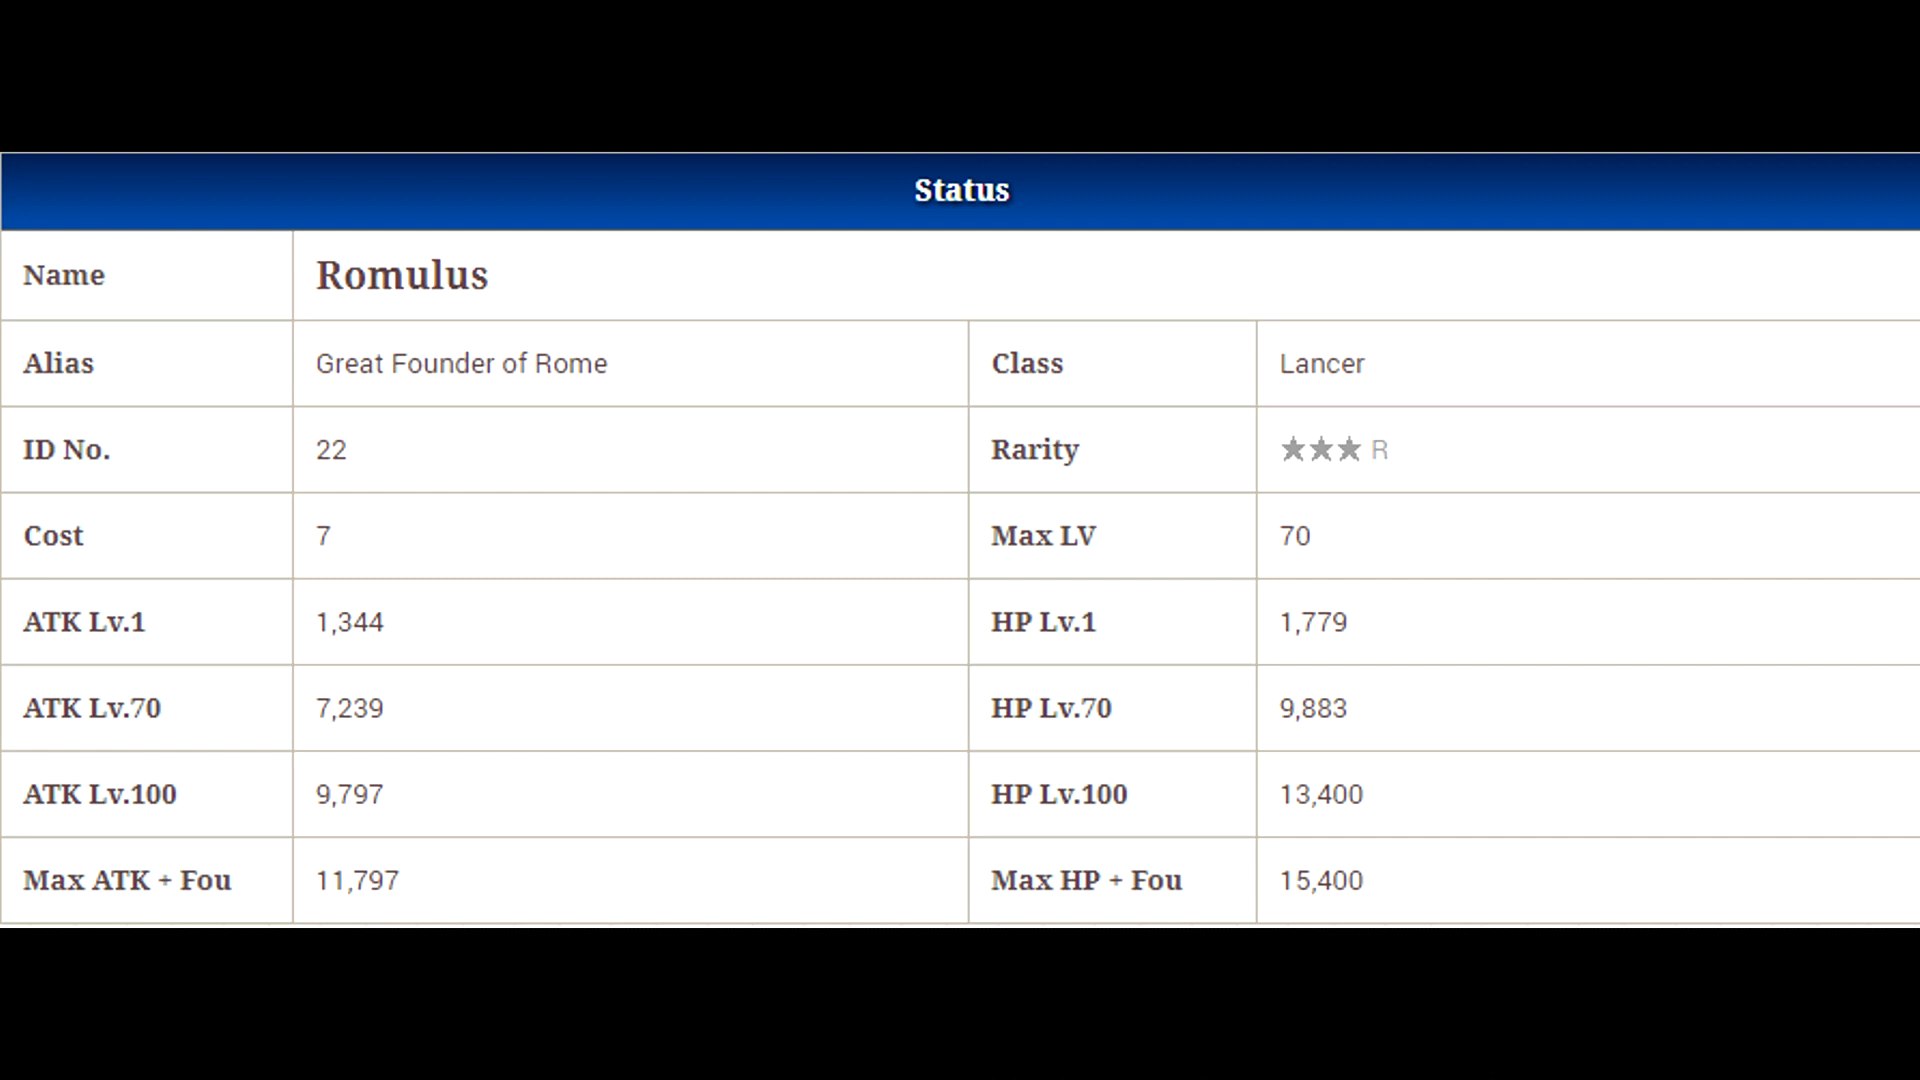 Status
Name Romulus
Alias Great Founder of Rome Class Lancer
ID No. 22 Rarity ★★★ R
Cost 7 Max LV 70
ATK Lv.1 1,344 HP Lv.1 1,779
ATK Lv.70 7,239 HP Lv.70 9,883
ATK Lv.100 9,797 HP Lv.100 13,400
Max ATK + Fou 11,797 Max HP + Fou 15,400